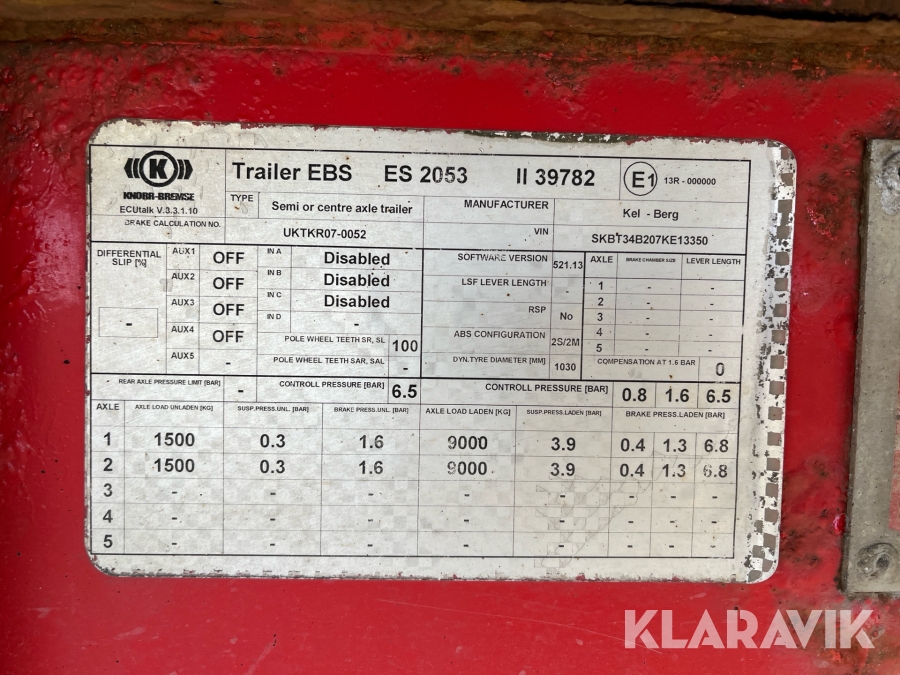 K
KNORR-BREMSE
ECUtalk V.3.3.1.10
Trailer EBS ES 2053 II 39782 E1 13R - 000000
TYPE Semi or centre axle trailer MANUFACTURER Kel - Berg
BRAKE CALCULATION NO. UKTKR07-0052 VIN SKBT34B207KE13350
DIFFERENTIAL SLIP [%] -
AUX1 OFF IN A Disabled
AUX2 OFF IN B Disabled
AUX3 OFF IN C Disabled
AUX4 OFF IN D -
AUX5 -
POLE WHEEL TEETH SR, SL 100
POLE WHEEL TEETH SAR, SAL -
SOFTWARE VERSION 521.13
LSF LEVER LENGTH -
RSP No
ABS CONFIGURATION 2S/2M
DYN.TYRE DIAMETER [MM] 1030
AXLE BRAKE CHAMBER SIZE LEVER LENGTH
1 - -
2 - -
3 - -
4 - -
5 - -
COMPENSATION AT 1.6 BAR 0
REAR AXLE PRESSURE LIMIT [BAR] - CONTROLL PRESSURE [BAR] 6.5 CONTROLL PRESSURE [BAR] 0.8 1.6 6.5
AXLE AXLE LOAD UNLADEN [KG] SUSP.PRESS.UNL. [BAR] BRAKE PRESS.UNL. [BAR] AXLE LOAD LADEN [KG] SUSP.PRESS.LADEN [BAR] BRAKE PRESS.LADEN [BAR]
1 1500 0.3 1.6 9000 3.9 0.4 1.3 6.8
2 1500 0.3 1.6 9000 3.9 0.4 1.3 6.8
3 - - - - - - - -
4 - - - - - - - -
5 - - - - - - - -
KLARAVIK